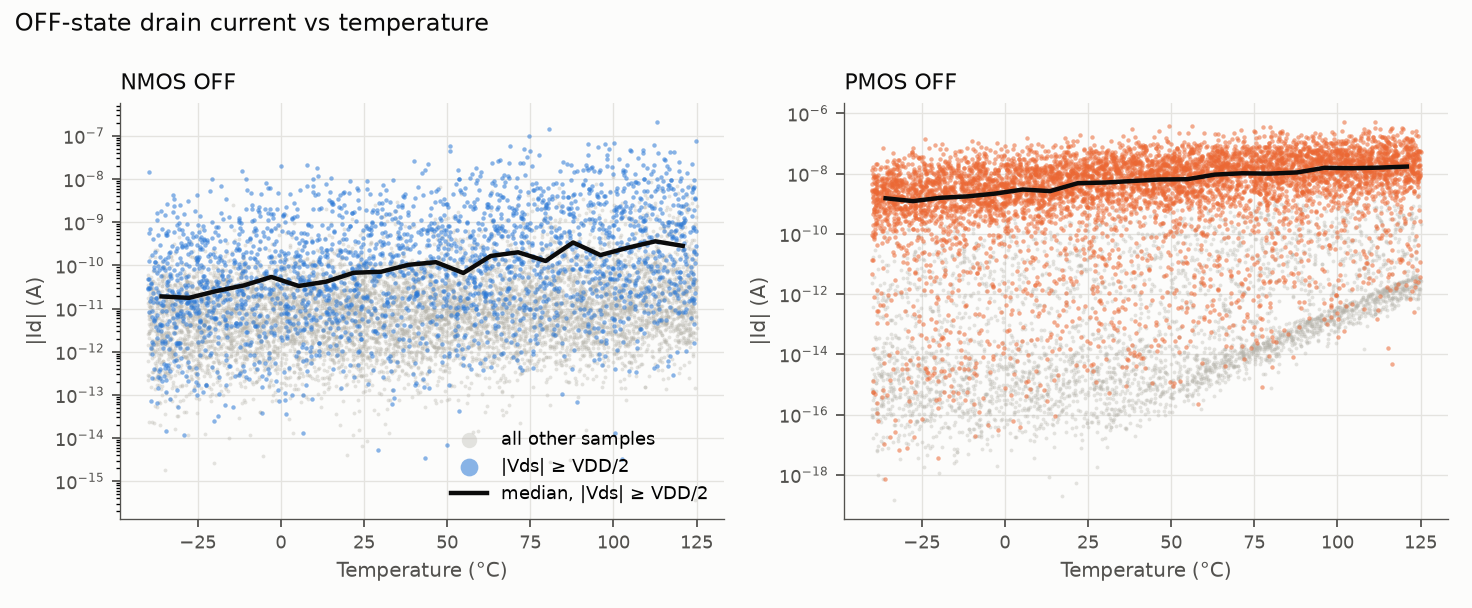 OFF-state drain current vs temperature
NMOS OFF
|Id| (A)
10⁻⁷
10⁻⁸
10⁻⁹
10⁻¹⁰
10⁻¹¹
10⁻¹²
10⁻¹³
10⁻¹⁴
10⁻¹⁵
all other samples
|Vds| ≥ VDD/2
median, |Vds| ≥ VDD/2
−25 0 25 50 75 100 125
Temperature (°C)
PMOS OFF
|Id| (A)
10⁻⁶
10⁻⁸
10⁻¹⁰
10⁻¹²
10⁻¹⁴
10⁻¹⁶
10⁻¹⁸
−25 0 25 50 75 100 125
Temperature (°C)